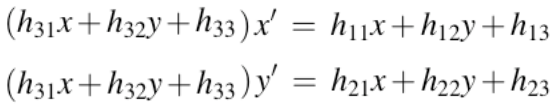 (h₃₁x + h₃₂y + h₃₃)x′ = h₁₁x + h₁₂y + h₁₃
(h₃₁x + h₃₂y + h₃₃)y′ = h₂₁x + h₂₂y + h₂₃